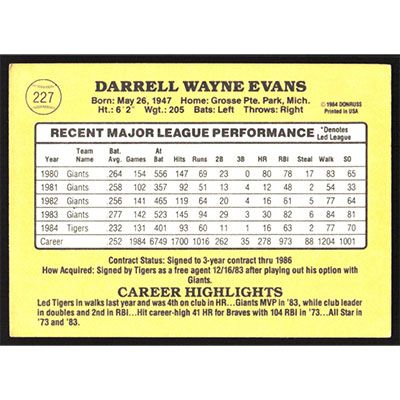 227
DARRELL WAYNE EVANS
Born: May 26, 1947 Home: Grosse Pte. Park, Mich.
Ht.: 6'2" Wgt.: 205 Bats: Left Throws: Right
© 1984 DONRUSS
Printed in USA
RECENT MAJOR LEAGUE PERFORMANCE *Denotes Led League
Year Team Name Bat. Avg. Games At Bat Hits Runs 2B 3B HR RBI Steal Walk SO
1980 Giants 264 154 556 147 69 23 0 20 78 17 83 65
1981 Giants 258 102 357 92 51 13 4 12 48 2 54 33
1982 Giants 256 141 465 119 64 20 4 16 61 5 77 64
1983 Giants 277 142 523 145 94 29 3 30 82 6 84 81
1984 Tigers 232 131 401 93 60 11 1 16 63 2 77 70
Career 252 1984 6749 1700 1016 262 35 278 973 88 1204 1001
Contract Status: Signed to 3-year contract thru 1986
How Acquired: Signed by Tigers as a free agent 12/16/83 after playing out his option with
Giants.
CAREER HIGHLIGHTS
Led Tigers in walks last year and was 4th on club in HR...Giants MVP in '83, while club leader
in doubles and 2nd in RBI...Hit career-high 41 HR for Braves with 104 RBI in '73...All Star in
'73 and '83.